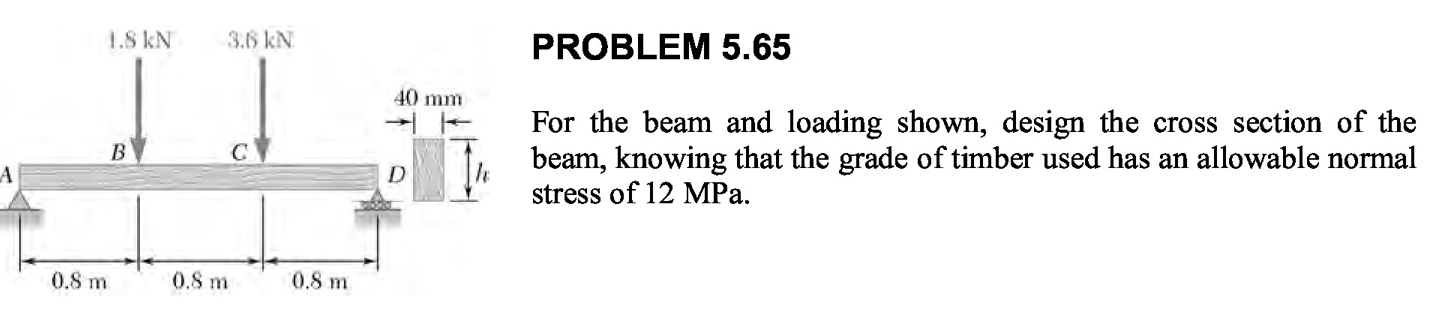 1.8 kN 3.6 kN
40 mm
A B C D h
0.8 m 0.8 m 0.8 m
PROBLEM 5.65
For the beam and loading shown, design the cross section of the
beam, knowing that the grade of timber used has an allowable normal
stress of 12 MPa.